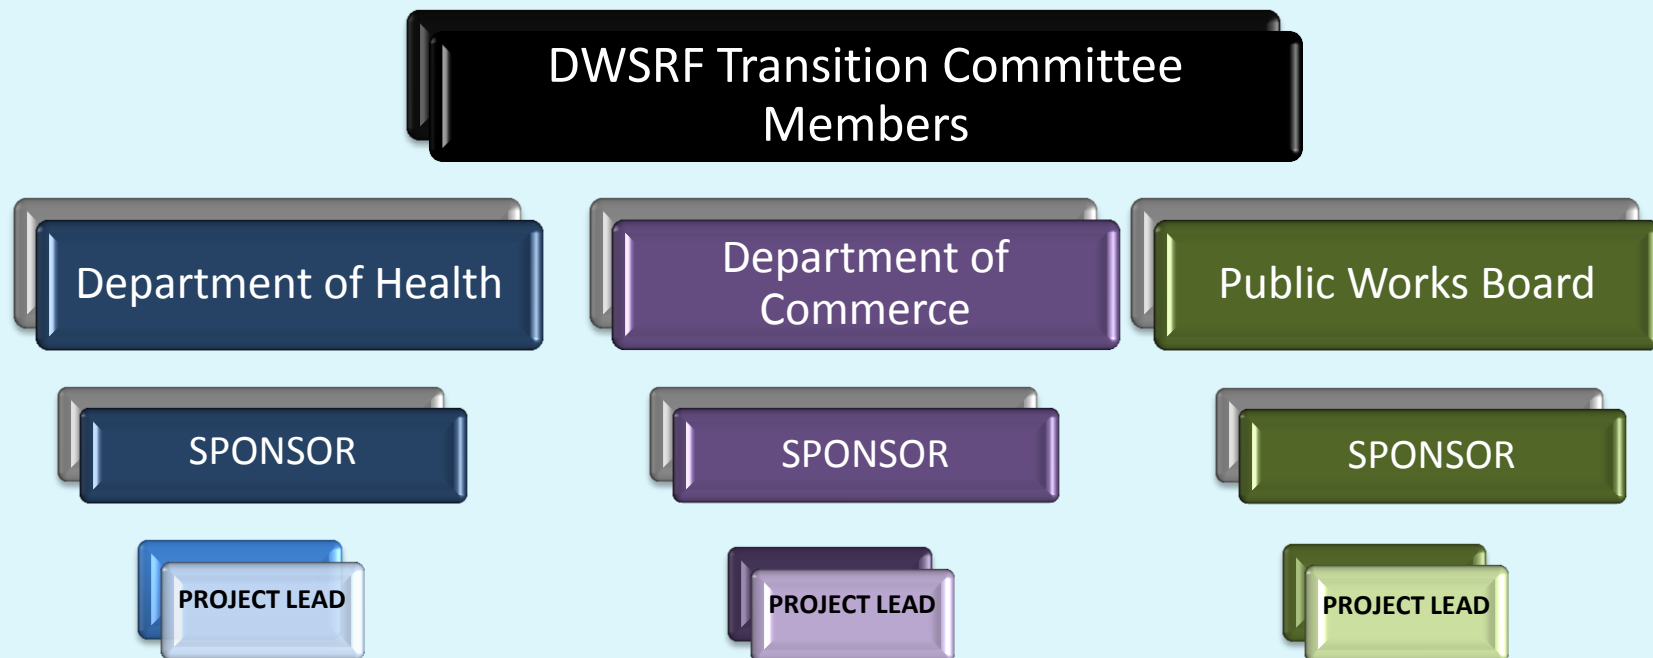 DWSRF Transition Committee
Members
Department of Health
Department of
Commerce
Public Works Board
SPONSOR
SPONSOR
SPONSOR
PROJECT LEAD
PROJECT LEAD
PROJECT LEAD